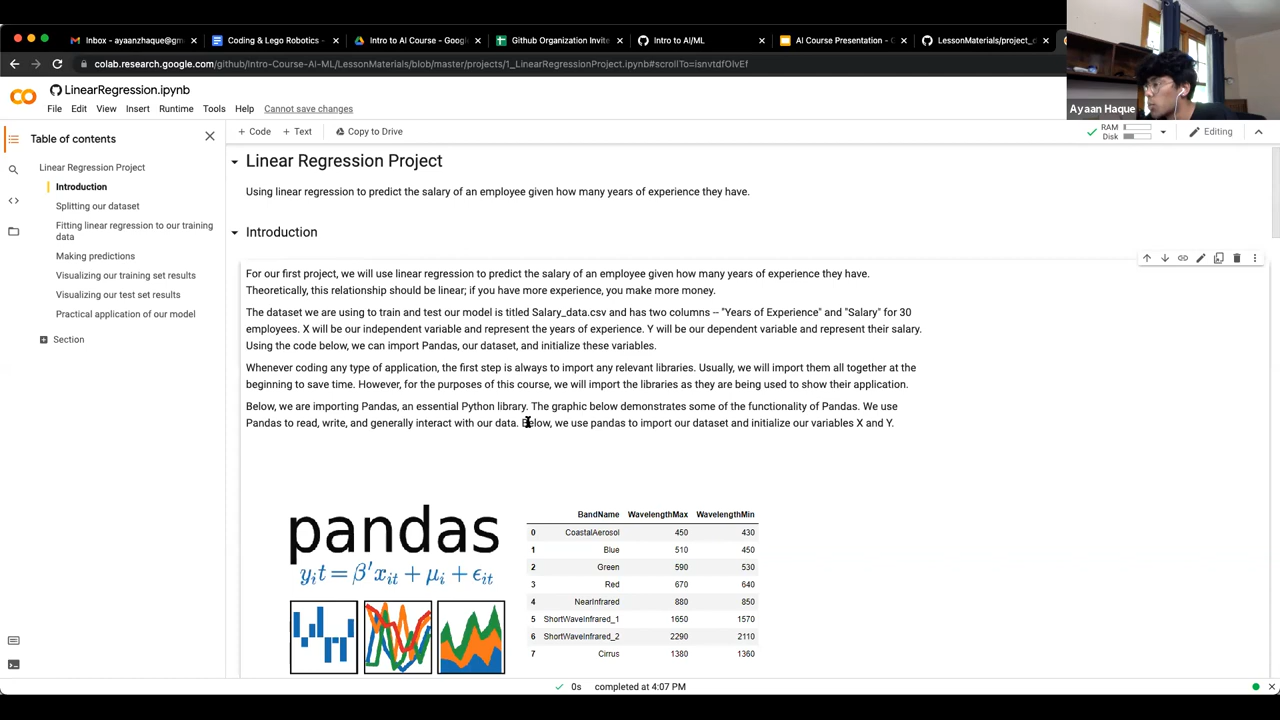 Inbox - ayaanzhaque@gm
Coding & Lego Robotics -
Intro to AI Course - Google
Github Organization Invite
Intro to AI/ML
AI Course Presentation -
LessonMaterials/project_
colab.research.google.com/github/Intro-Course-AI-ML/LessonMaterials/blob/master/projects/1_LinearRegressionProject.ipynb#scrollTo=isnvtdfOlvEf
LinearRegression.ipynb
File Edit View Insert Runtime Tools Help Cannot save changes
Ayaan Haque
Table of contents
+ Code + Text Copy to Drive
RAM
Disk
Editing
Linear Regression Project
Introduction
Splitting our dataset
Fitting linear regression to our training
data
Making predictions
Visualizing our training set results
Visualizing our test set results
Practical application of our model
Section
Linear Regression Project
Using linear regression to predict the salary of an employee given how many years of experience they have.
Introduction
For our first project, we will use linear regression to predict the salary of an employee given how many years of experience they have.
Theoretically, this relationship should be linear; if you have more experience, you make more money.
The dataset we are using to train and test our model is titled Salary_data.csv and has two columns -- "Years of Experience" and "Salary" for 30
employees. X will be our independent variable and represent the years of experience. Y will be our dependent variable and represent their salary.
Using the code below, we can import Pandas, our dataset, and initialize these variables.
Whenever coding any type of application, the first step is always to import any relevant libraries. Usually, we will import them all together at the
beginning to save time. However, for the purposes of this course, we will import the libraries as they are being used to show their application.
Below, we are importing Pandas, an essential Python library. The graphic below demonstrates some of the functionality of Pandas. We use
Pandas to read, write, and generally interact with our data. Below, we use pandas to import our dataset and initialize our variables X and Y.
pandas
y_it = β′x_it + μ_i + ϵ_it
BandName WavelengthMax WavelengthMin
0 CoastalAerosol 450 430
1 Blue 510 450
2 Green 590 530
3 Red 670 640
4 NearInfrared 880 850
5 ShortWaveInfrared_1 1650 1570
6 ShortWaveInfrared_2 2290 2110
7 Cirrus 1380 1360
0s completed at 4:07 PM